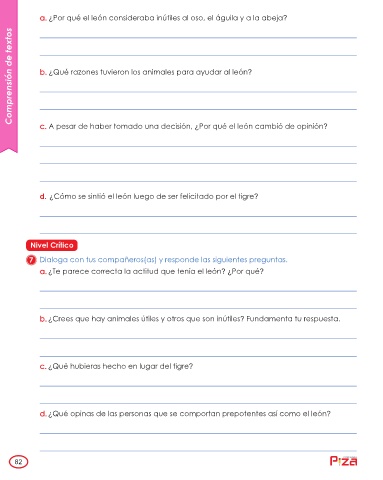 Comprensión de textos
a. ¿Por qué el león consideraba inútiles al oso, el águila y a la abeja?
b. ¿Qué razones tuvieron los animales para ayudar al león?
c. A pesar de haber tomado una decisión, ¿Por qué el león cambió de opinión?
d. ¿Cómo se sintió el león luego de ser felicitado por el tigre?
Nivel Crítico
7 Dialoga con tus compañeros(as) y responde las siguientes preguntas.
a. ¿Te parece correcta la actitud que tenía el león? ¿Por qué?
b. ¿Crees que hay animales útiles y otros que son inútiles? Fundamenta tu respuesta.
c. ¿Qué hubieras hecho en lugar del tigre?
d. ¿Qué opinas de las personas que se comportan prepotentes así como el león?
82